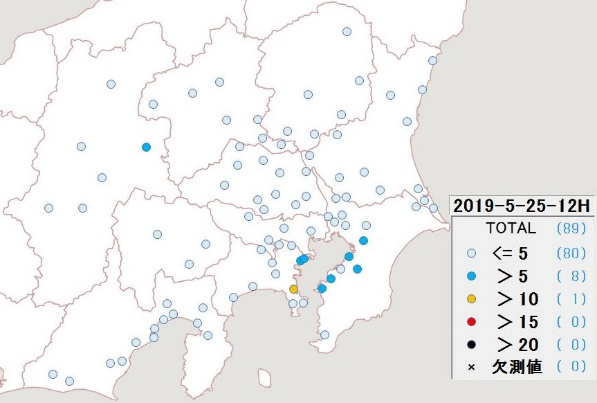 2019-5-25-12H
TOTAL (89)
<= 5 (80)
> 5 ( 8)
> 10 ( 1)
> 15 ( 0)
> 20 ( 0)
× 欠測値 ( 0)